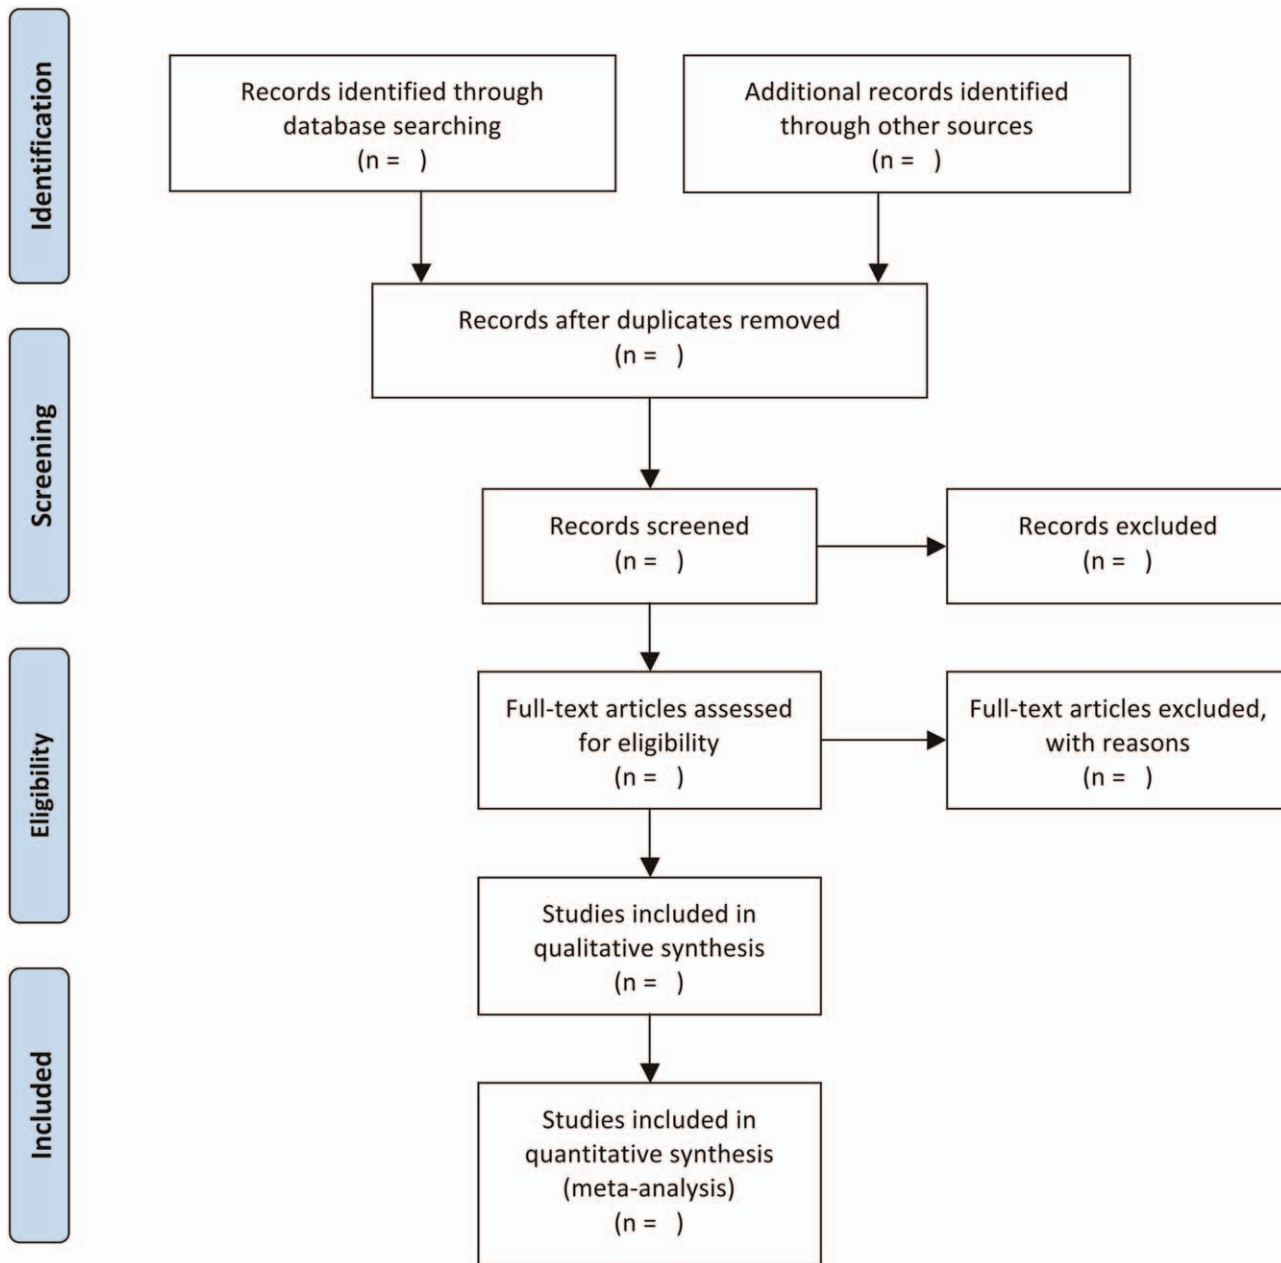 Identification
Records identified through
database searching
(n =   )
Additional records identified
through other sources
(n =   )
Records after duplicates removed
(n =   )
Screening
Records screened
(n =   )
Records excluded
(n =   )
Eligibility
Full-text articles assessed
for eligibility
(n =   )
Full-text articles excluded,
with reasons
(n =   )
Studies included in
qualitative synthesis
(n =   )
Included
Studies included in
quantitative synthesis
(meta-analysis)
(n =   )